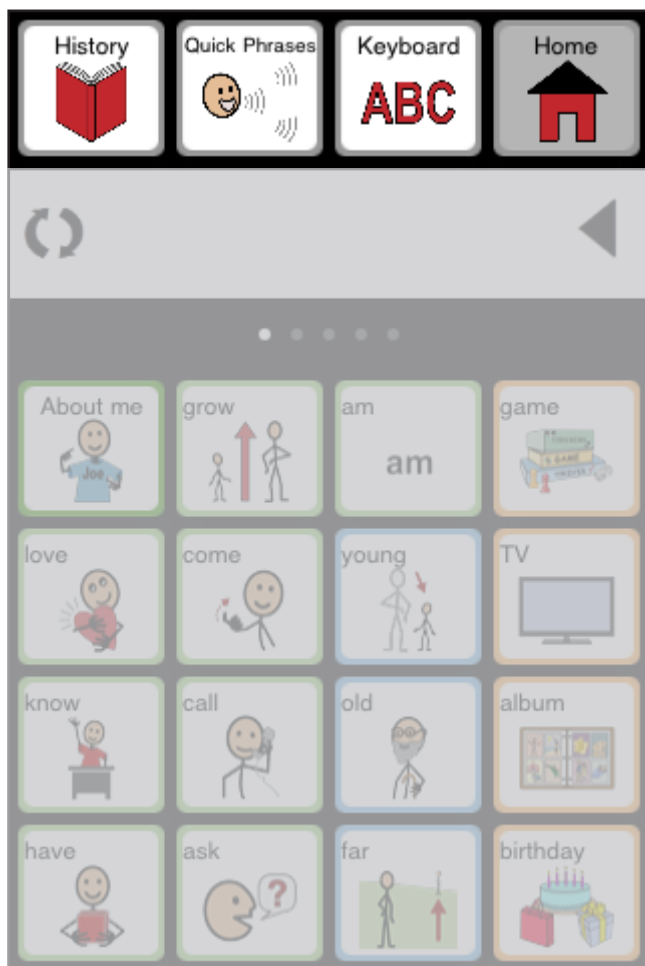 History
Quick Phrases
Keyboard
Home
ABC
About me
grow
am
game
Joe
am
GAME
love
come
young
TV
know
call
old
album
have
ask
far
birthday
?